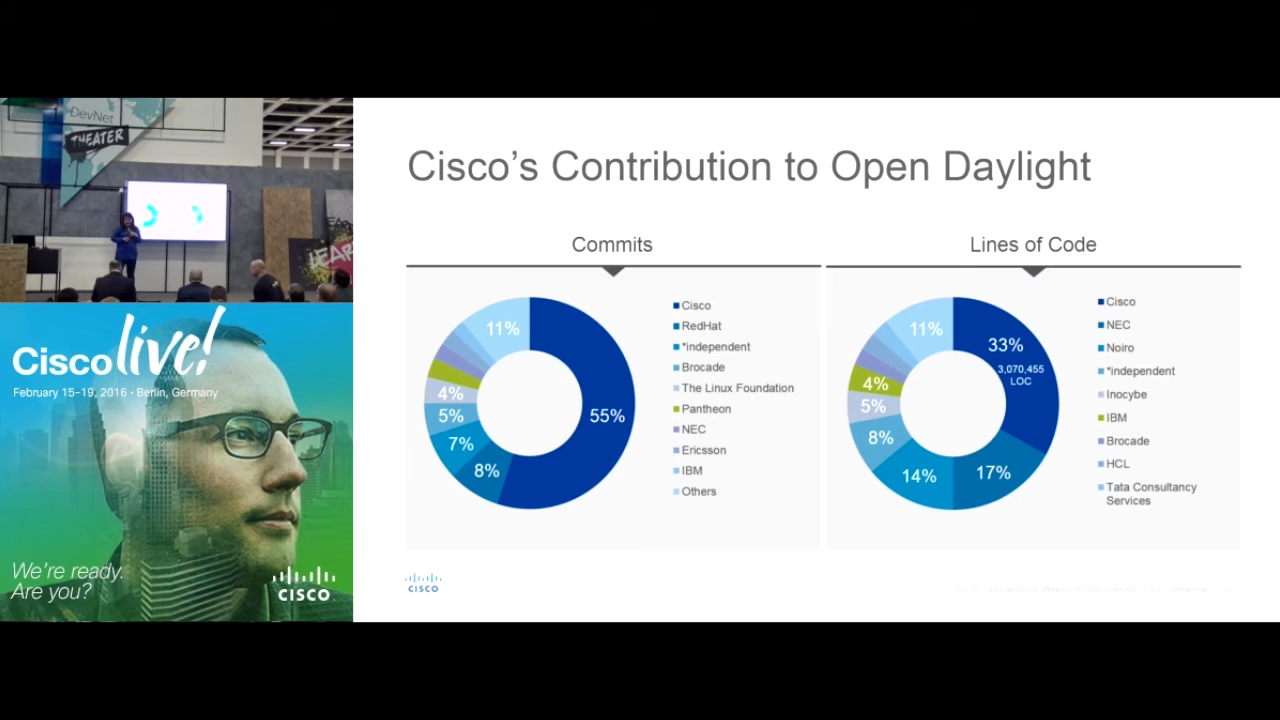 DevNet
THEATER
LEAR
Cisco live!
February 15-19, 2016 • Berlin, Germany
We're ready.
Are you?
CISCO
Cisco's Contribution to Open Daylight
Commits
55%
8%
7%
5%
4%
11%
Cisco
RedHat
*independent
Brocade
The Linux Foundation
Pantheon
NEC
Ericsson
IBM
Others
Lines of Code
33%
3,070,455
LOC
17%
14%
8%
5%
4%
11%
Cisco
NEC
Noiro
*independent
Inocybe
IBM
Brocade
HCL
Tata Consultancy
Services
CISCO